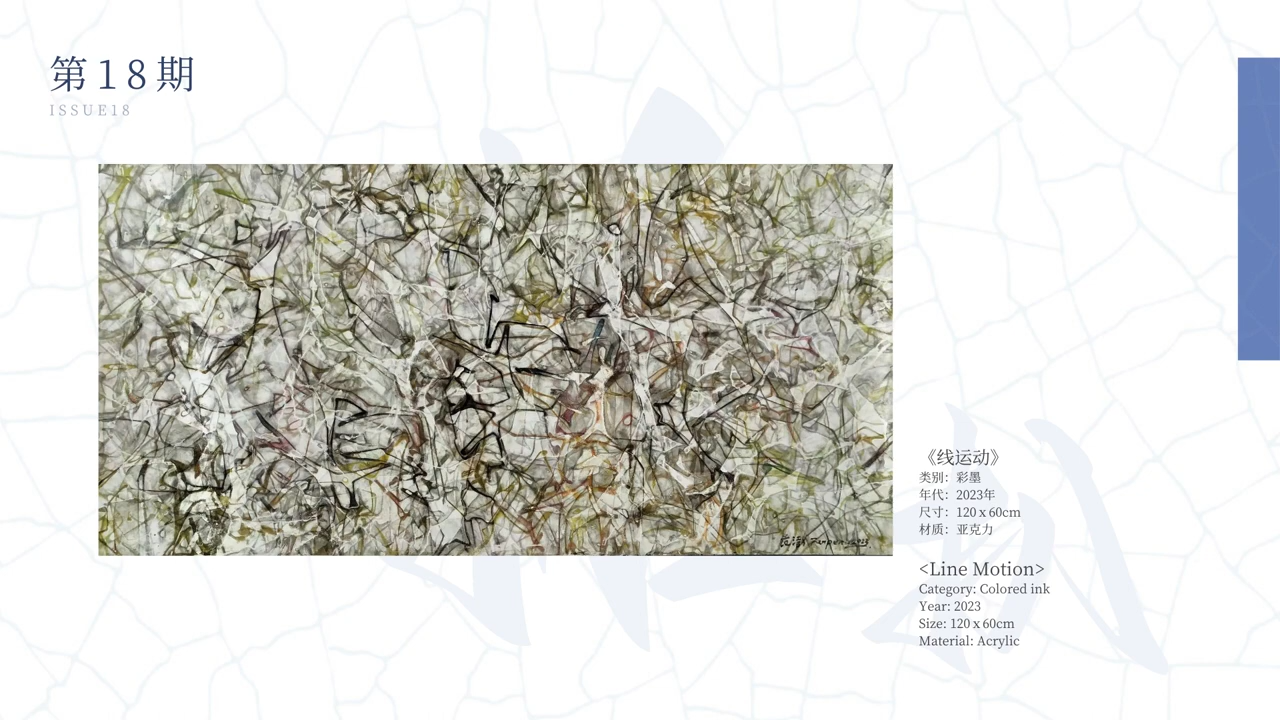 第18期
ISSUE18
《线运动》
类别：彩墨
年代：2023年
尺寸：120 x 60cm
材质：亚克力
<Line Motion>
Category: Colored ink
Year: 2023
Size: 120 x 60cm
Material: Acrylic